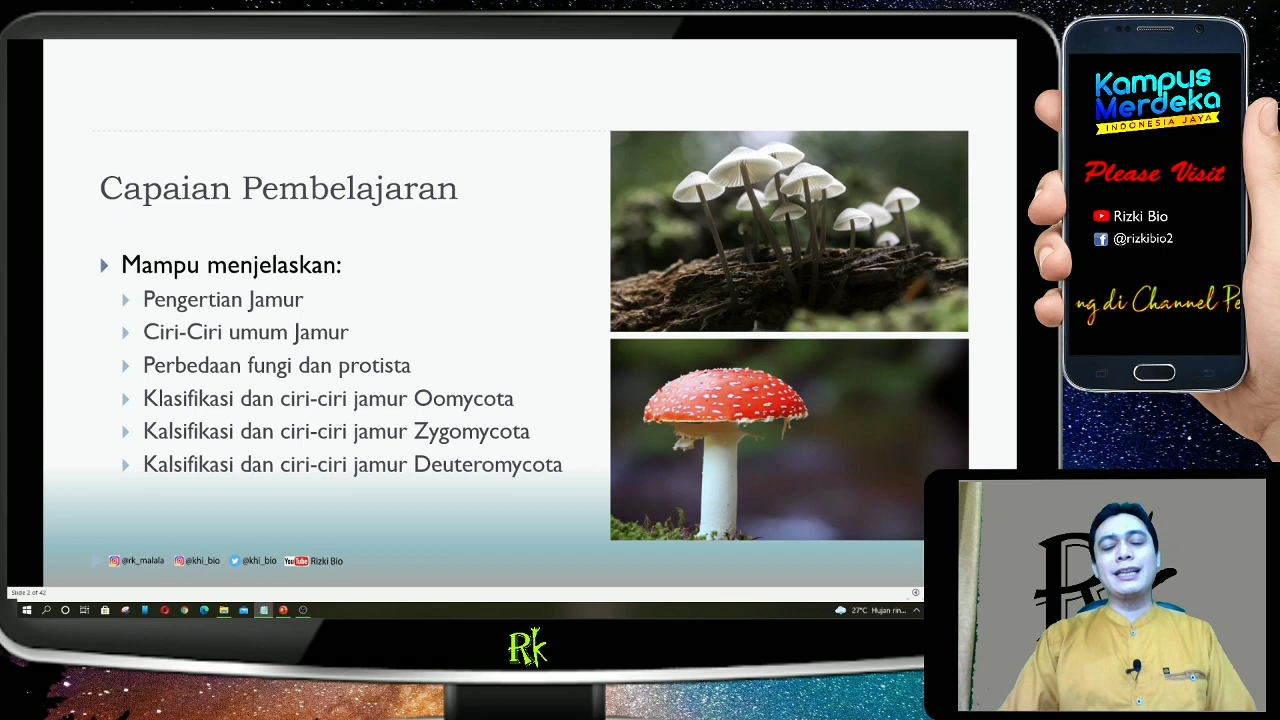 Capaian Pembelajaran
Mampu menjelaskan:
Pengertian Jamur
Ciri-Ciri umum Jamur
Perbedaan fungi dan protista
Klasifikasi dan ciri-ciri jamur Oomycota
Kalsifikasi dan ciri-ciri jamur Zygomycota
Kalsifikasi dan ciri-ciri jamur Deuteromycota
@rk_malala @khi_bio @khi_bio YouTube Rizki Bio
Slide 2 of 42
27°C Hujan rin...
Rk
Kampus
Merdeka
INDONESIA JAYA
Please Visit
Rizki Bio
@rizkibio2
ng di Channel Pe
Rk